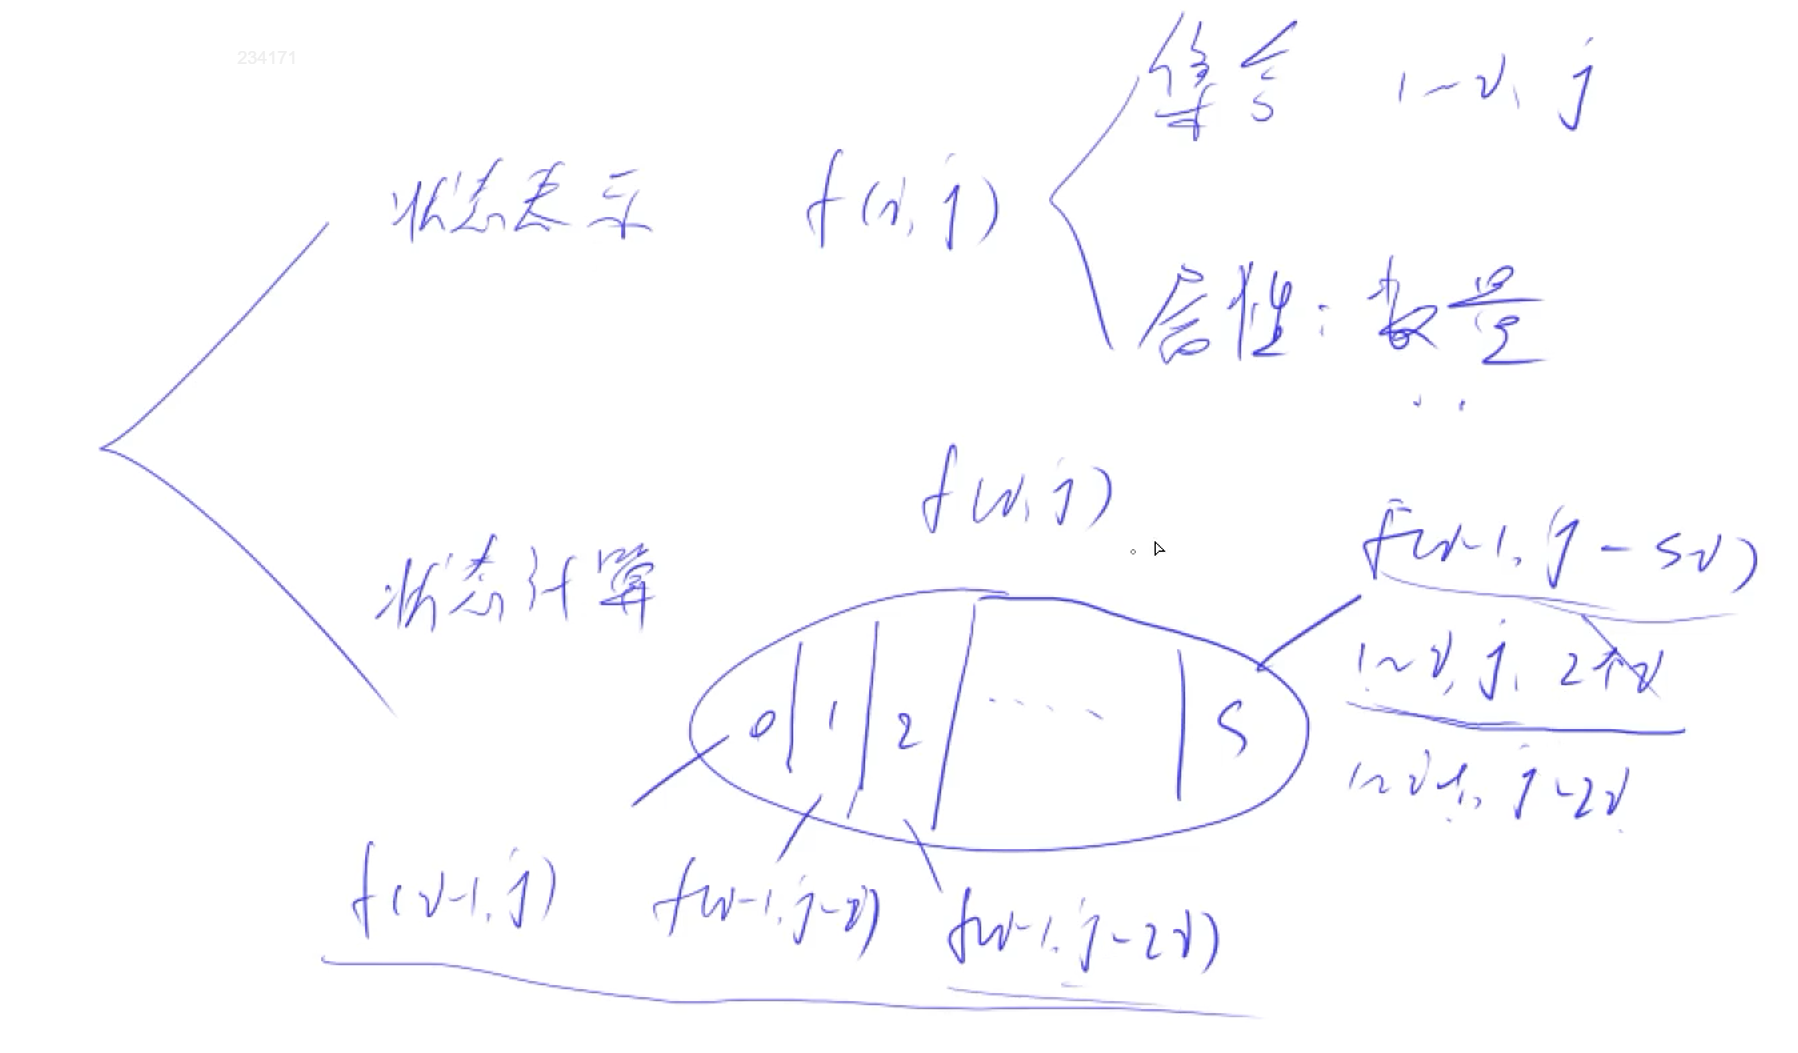 234171
集合 1~i, j
状态表示 f(i, j)
属性：数量
f(i, j)
状态计算
f(i-1, j-si)
1~i, j, 2个i
0 1 2 ···· s
1~i-1, j-2i
f(i-1, j) f(i-1, j-i) f(i-1, j-2i)